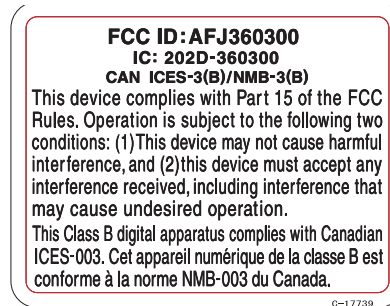 FCC ID:AFJ360300
IC: 202D-360300
CAN ICES-3(B)/NMB-3(B)
This device complies with Part 15 of the FCC
Rules. Operation is subject to the following two
conditions: (1)This device may not cause harmful
interference, and (2)this device must accept any
interference received, including interference that
may cause undesired operation.
This Class B digital apparatus complies with Canadian
ICES-003. Cet appareil numérique de la classe B est
conforme à la norme NMB-003 du Canada.
C-17739